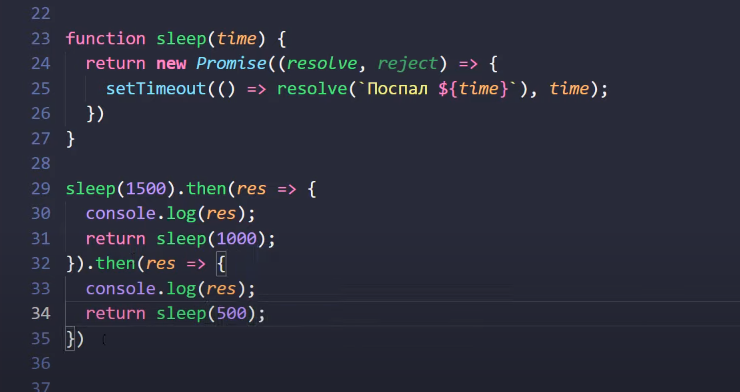 22
23 function sleep(time) {
24   return new Promise((resolve, reject) => {
25     setTimeout(() => resolve(`Поспал ${time}`), time);
26   })
27 }
28
29 sleep(1500).then(res => {
30   console.log(res);
31   return sleep(1000);
32 }).then(res => {
33   console.log(res);
34   return sleep(500);
35 })
36
37